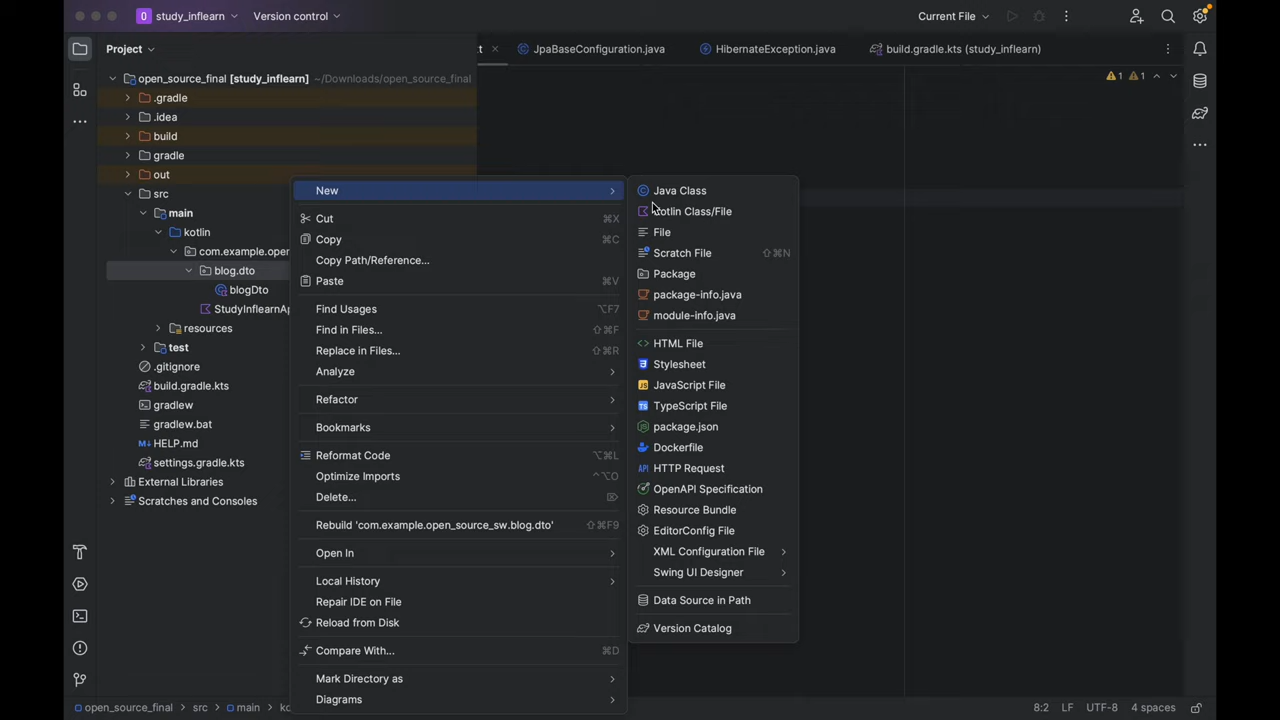 study_inflearn
Version control
Current File
Project
t
JpaBaseConfiguration.java
HibernateException.java
build.gradle.kts (study_inflearn)
1
1
open_source_final [study_inflearn] ~/Downloads/open_source_final
.gradle
.idea
build
gradle
out
src
main
kotlin
com.example.open
blog.dto
blogDto
StudyInflearnAp
resources
test
.gitignore
build.gradle.kts
gradlew
gradlew.bat
HELP.md
settings.gradle.kts
External Libraries
Scratches and Consoles
New
Cut ⌘X
Copy ⌘C
Copy Path/Reference...
Paste ⌘V
Find Usages ⌥F7
Find in Files... ⇧⌘F
Replace in Files... ⇧⌘R
Analyze
Refactor
Bookmarks
Reformat Code ⌥⌘L
Optimize Imports ⌃⌥O
Delete... ⌦
Rebuild 'com.example.open_source_sw.blog.dto' ⇧⌘F9
Open In
Local History
Repair IDE on File
Reload from Disk
Compare With... ⌘D
Mark Directory as
Diagrams
Java Class
Kotlin Class/File
File
Scratch File ⇧⌘N
Package
package-info.java
module-info.java
HTML File
Stylesheet
JavaScript File
TypeScript File
package.json
Dockerfile
HTTP Request
OpenAPI Specification
Resource Bundle
EditorConfig File
XML Configuration File
Swing UI Designer
Data Source in Path
Version Catalog
open_source_final > src > main > ko
8:2 LF UTF-8 4 spaces